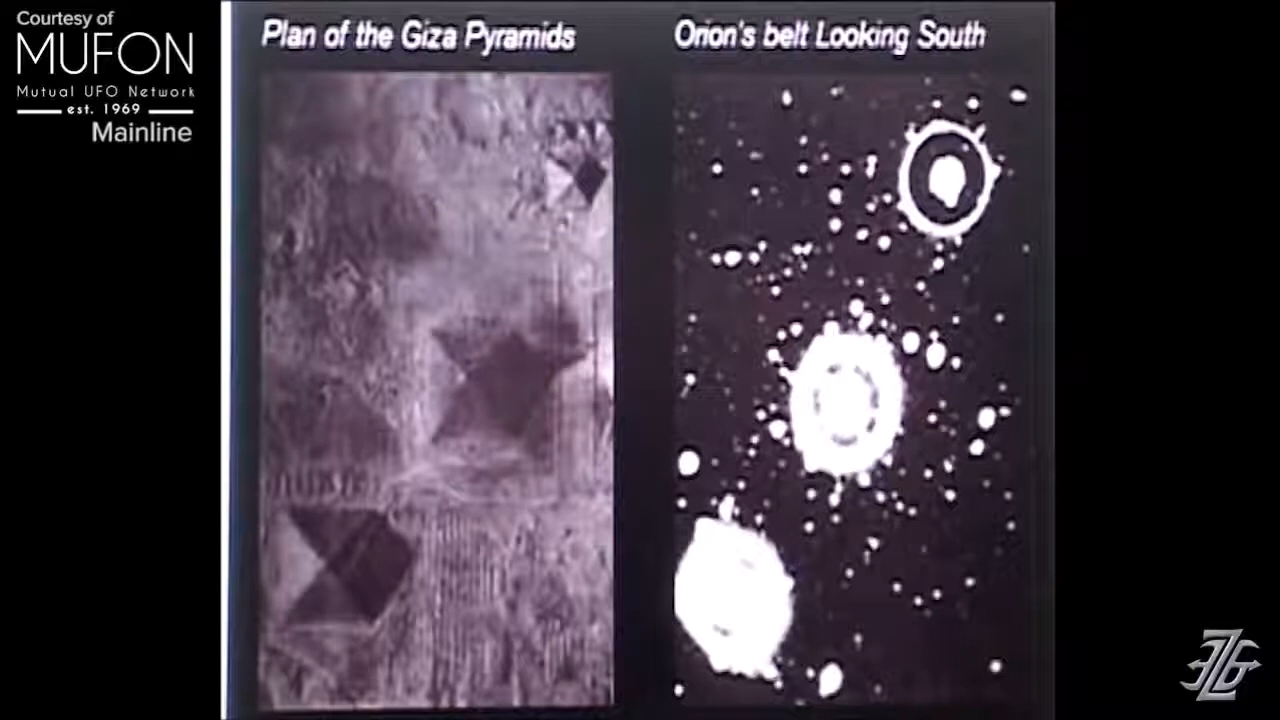 Courtesy of
MUFON
Mutual UFO Network
est. 1969
Mainline
Plan of the Giza Pyramids
Orion's belt Looking South